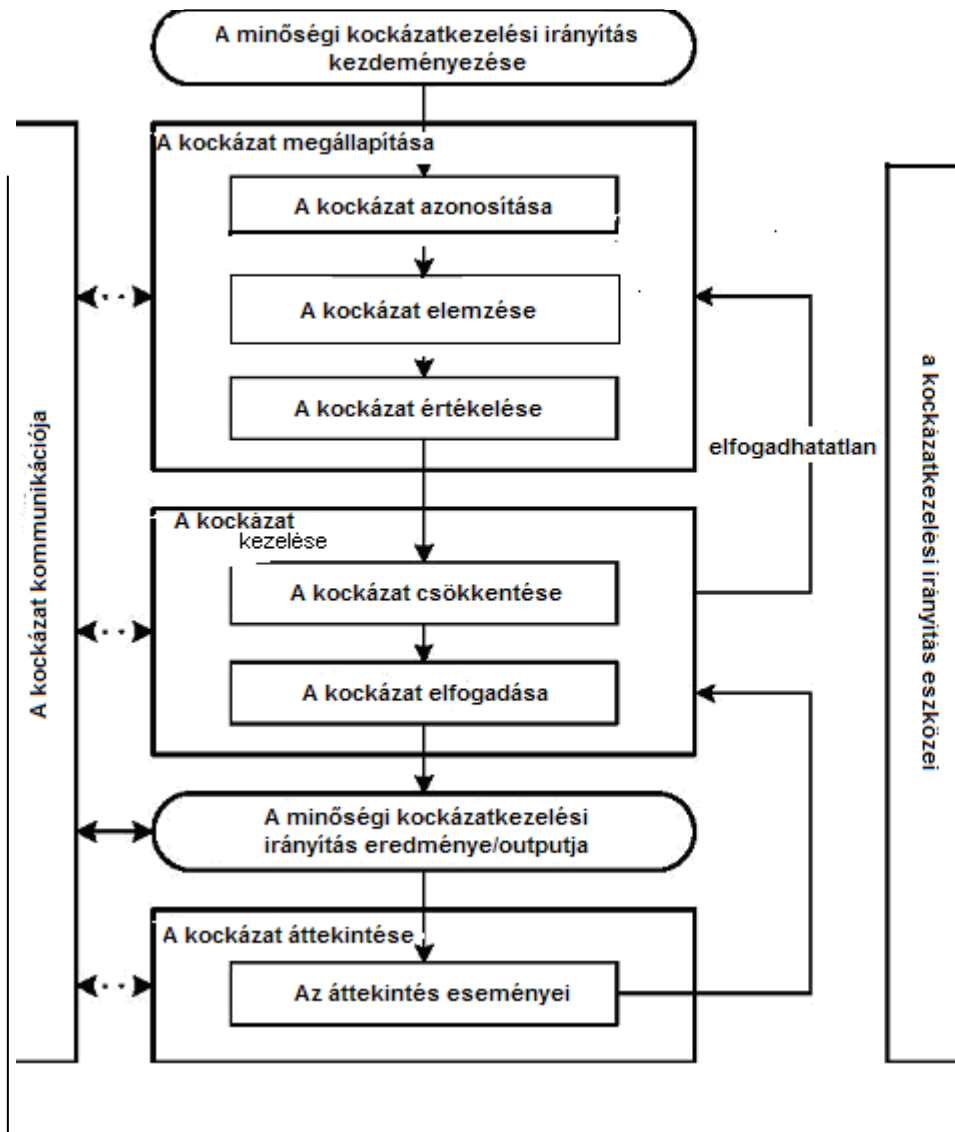 A minőségi kockázatkezelési irányítás
kezdeményezése
A kockázat megállapítása
A kockázat azonosítása
A kockázat elemzése
A kockázat értékelése
elfogadhatatlan
A kockázat
kezelése
A kockázat csökkentése
A kockázat elfogadása
A minőségi kockázatkezelési
irányítás eredménye/outputja
A kockázat áttekintése
Az áttekintés eseményei
A kockázat kommunikációja
a kockázatkezelési irányítás eszközei